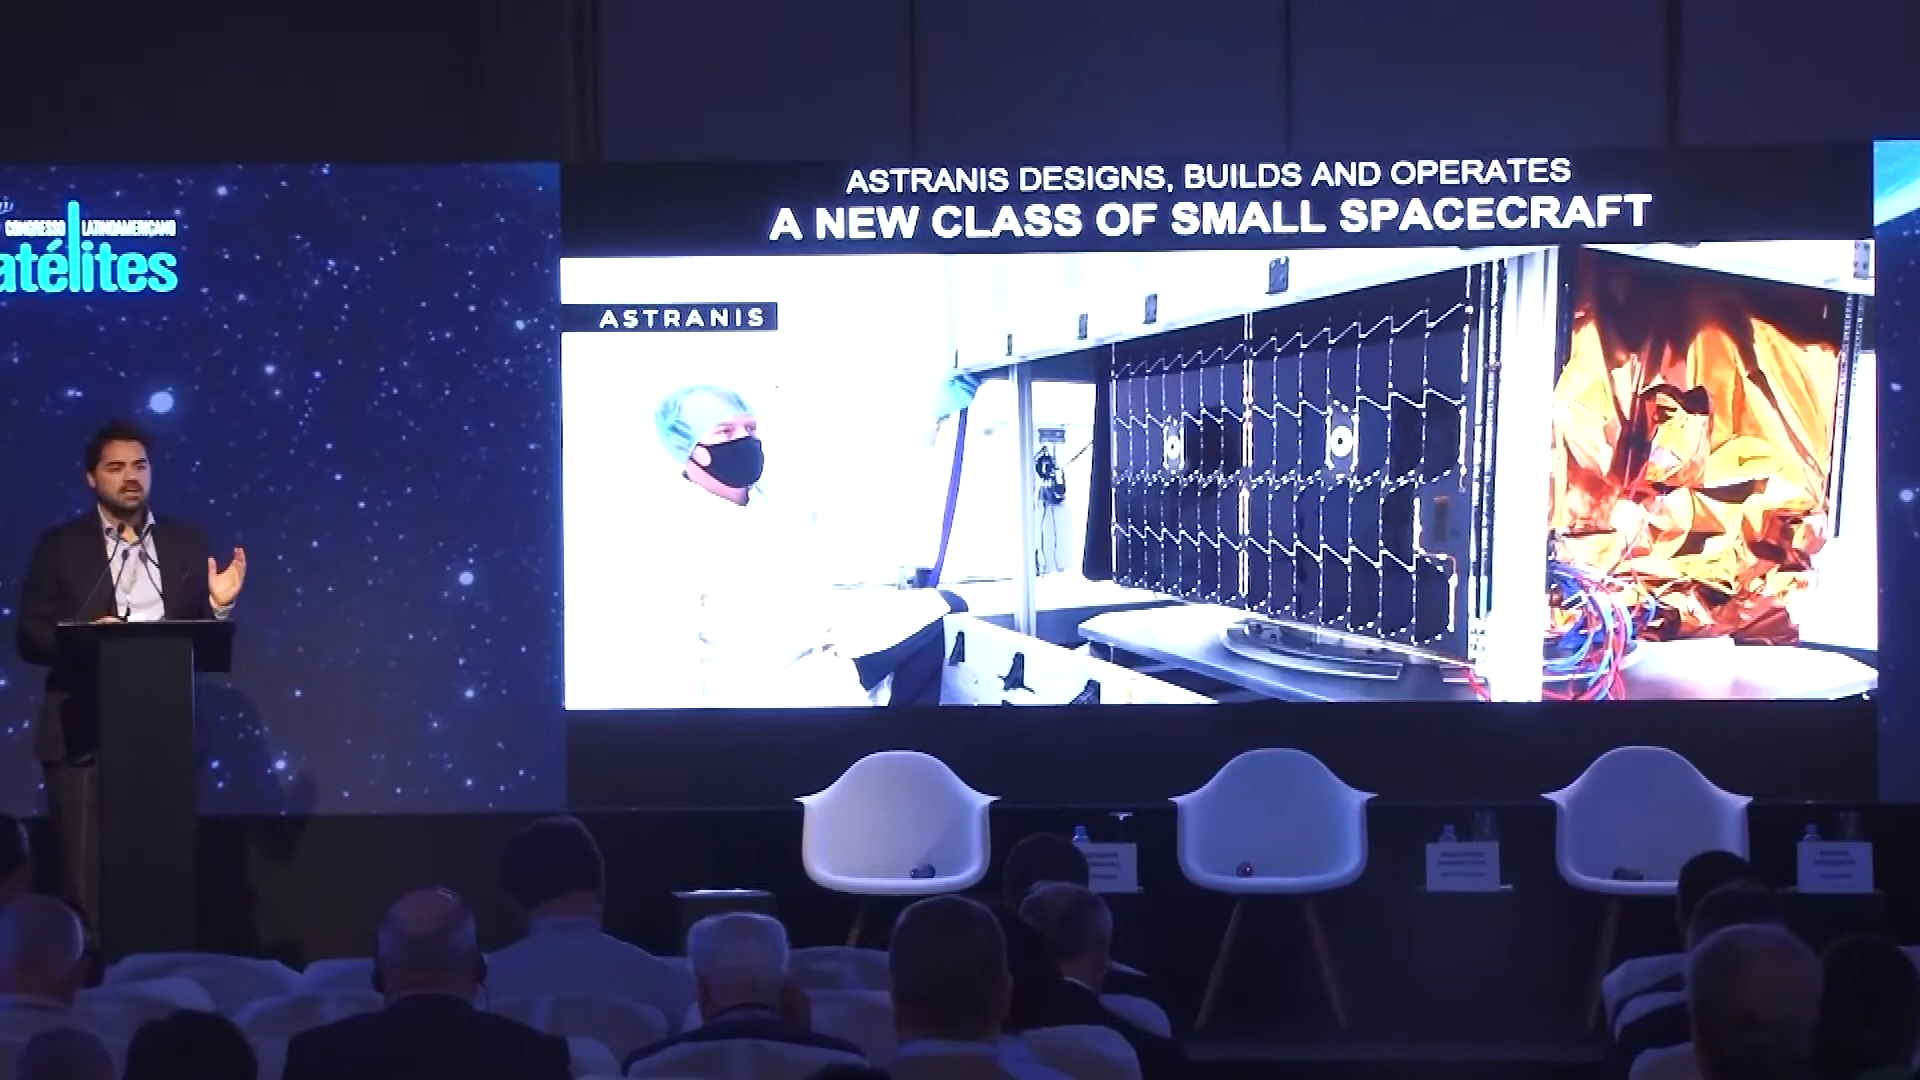 CONGRESSO LATINOAMERICANO
atélites
ASTRANIS DESIGNS, BUILDS AND OPERATES
A NEW CLASS OF SMALL SPACECRAFT
ASTRANIS